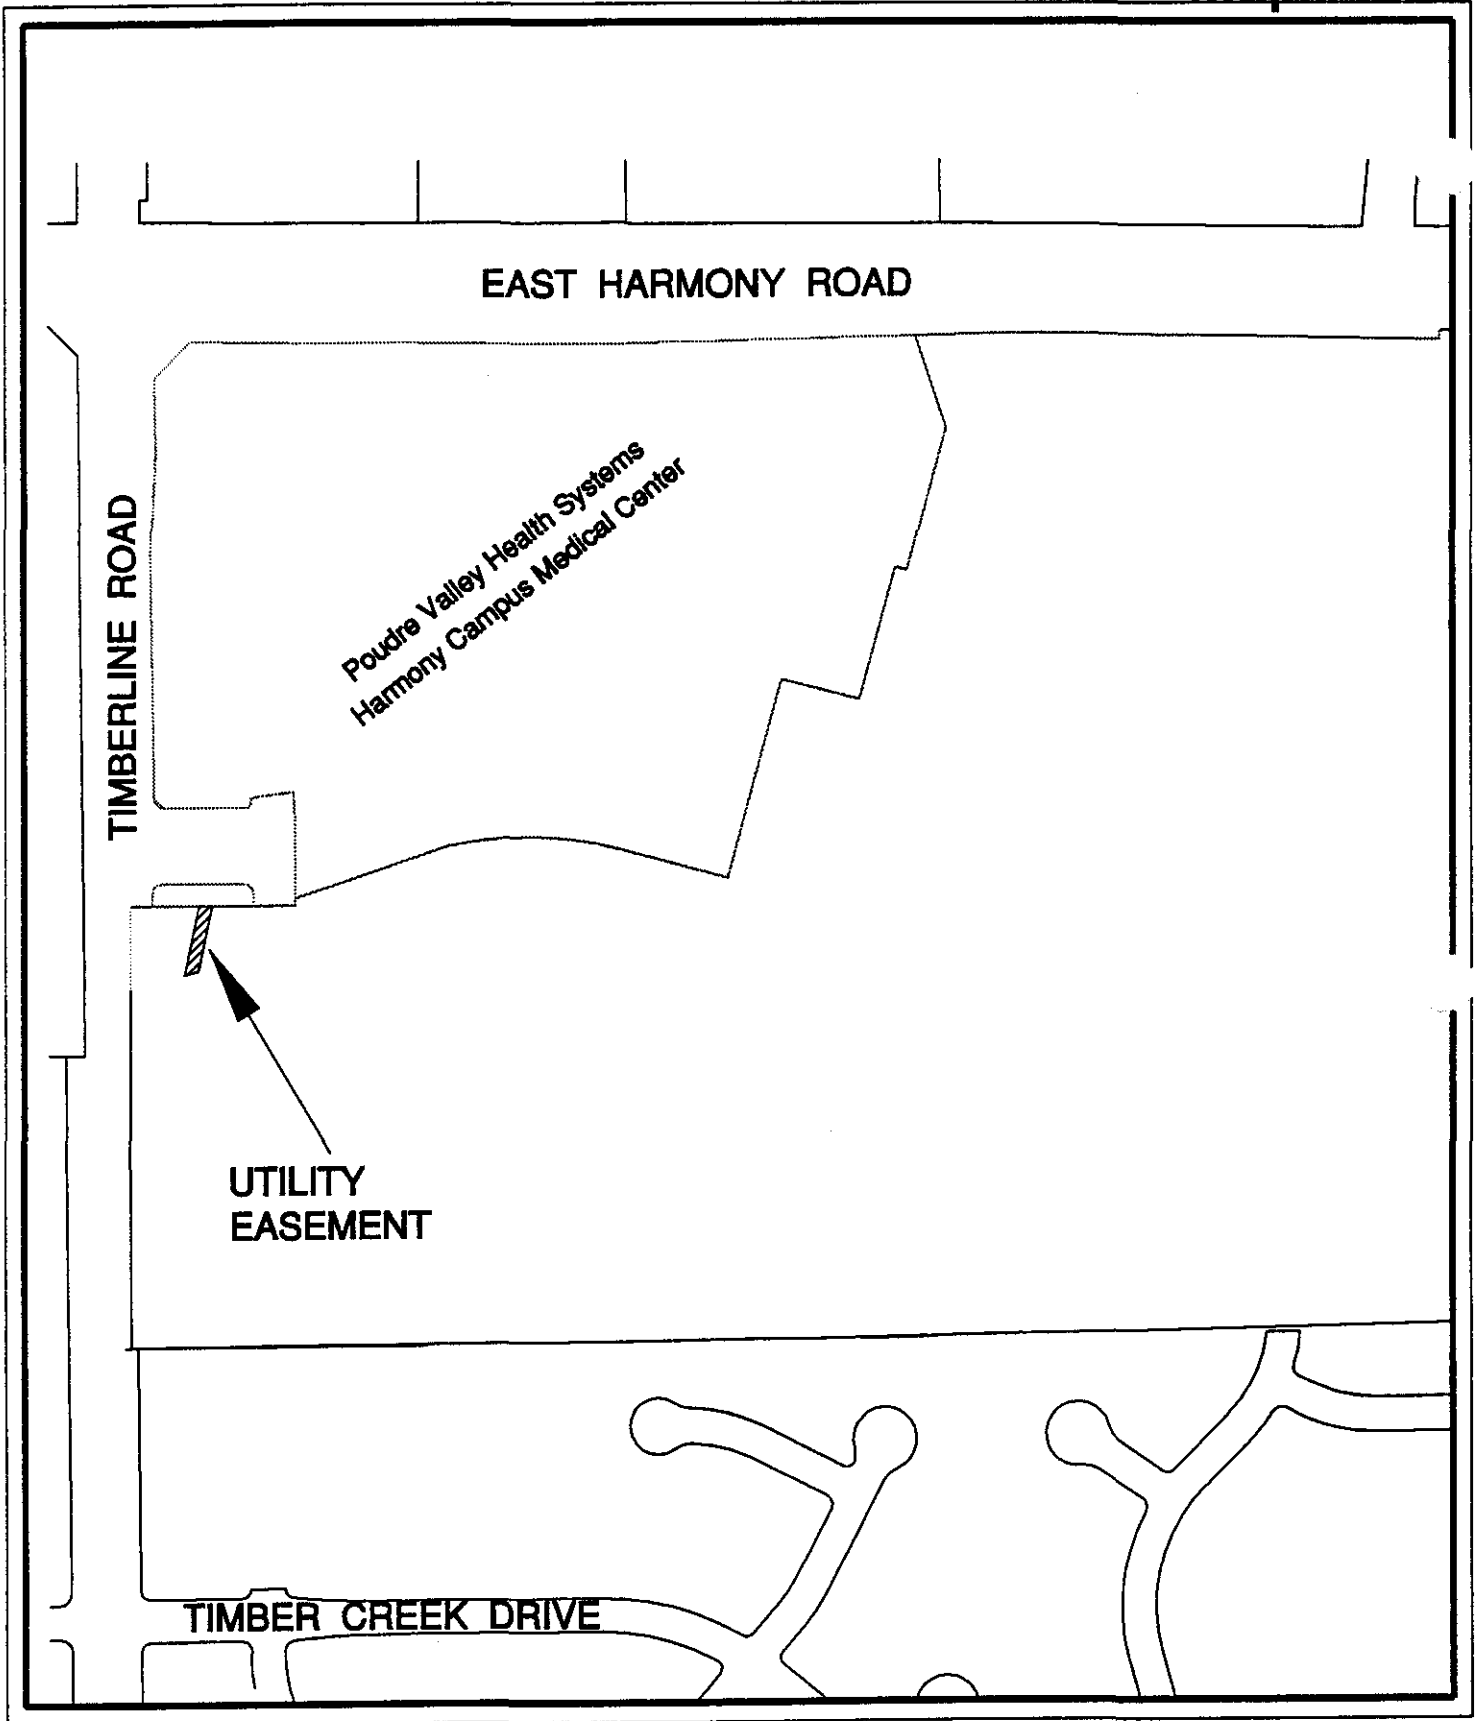 EAST HARMONY ROAD
TIMBERLINE ROAD
Poudre Valley Health Systems
Harmony Campus Medical Center
UTILITY
EASEMENT
TIMBER CREEK DRIVE